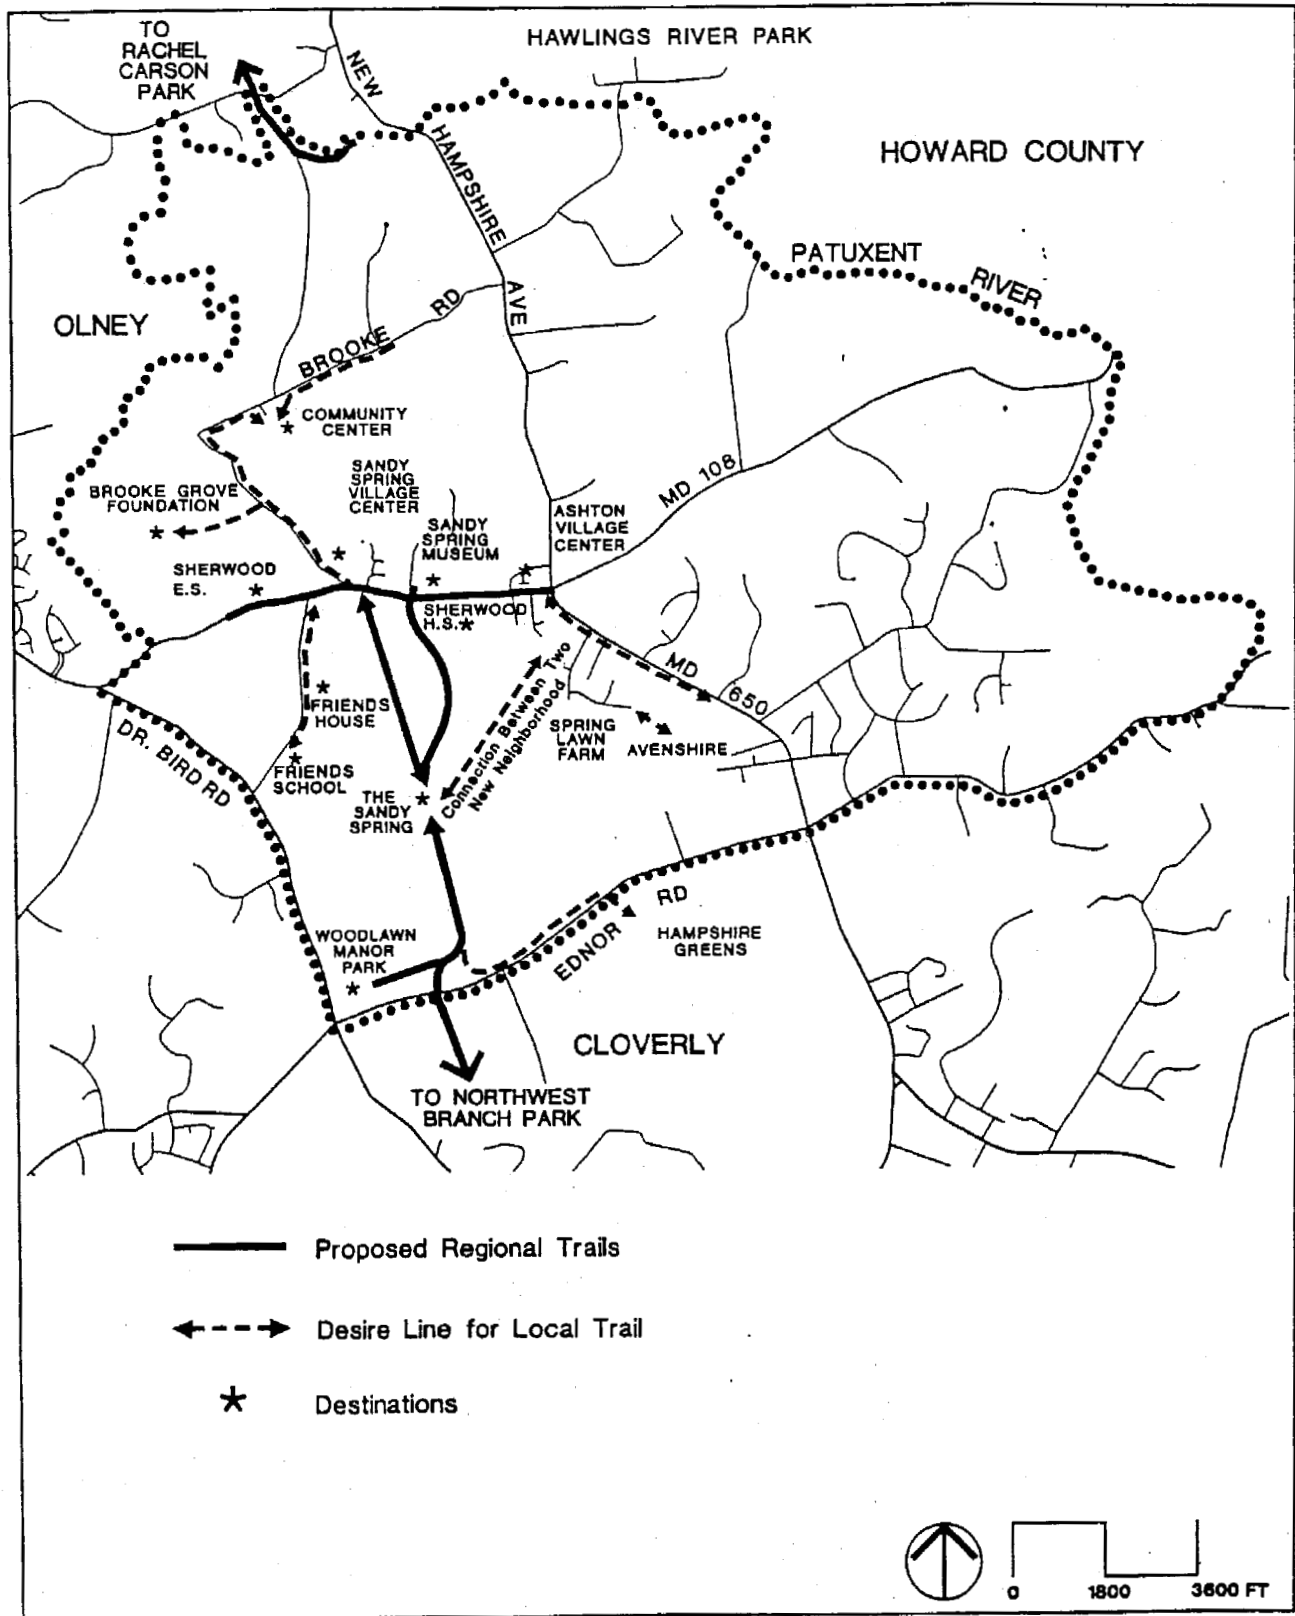 TO
RACHEL
CARSON
PARK
NEW
HAMPSHIRE
AVE
HAWLINGS RIVER PARK
HOWARD COUNTY
PATUXENT
RIVER
OLNEY
BROOKE
RD
COMMUNITY
CENTER
SANDY
SPRING
VILLAGE
CENTER
BROOKE GROVE
FOUNDATION
SANDY
SPRING
MUSEUM
ASHTON
VILLAGE
CENTER
MD 108
SHERWOOD
E.S.
SHERWOOD
H.S.
MD
650
FRIENDS
HOUSE
FRIENDS
SCHOOL
DR. BIRD RD
THE
SANDY
SPRING
Connection Between Two
New Neighborhood
SPRING
LAWN
FARM
AVENSHIRE
WOODLAWN
MANOR
PARK
EDNOR
RD
HAMPSHIRE
GREENS
CLOVERLY
TO NORTHWEST
BRANCH PARK
Proposed Regional Trails
Desire Line for Local Trail
Destinations
0 1800 3600 FT